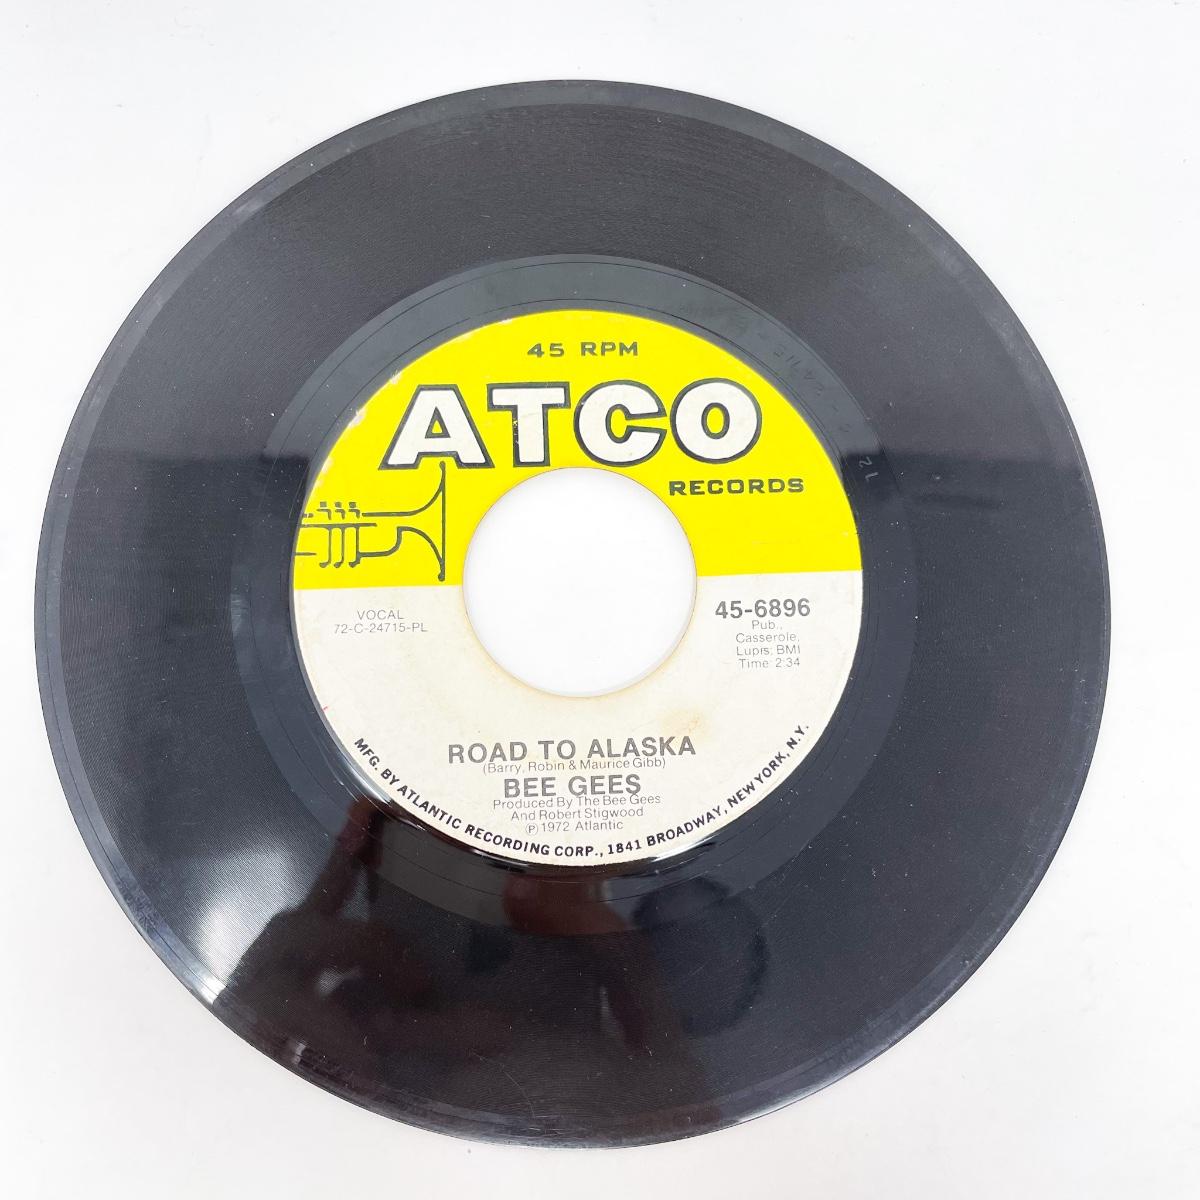 45 RPM
ATCO
RECORDS
VOCAL
72-C-24715-PL
45-6896
Pub.,
Casserole,
Lupis; BMI
Time: 2:34
ROAD TO ALASKA
(Barry, Robin & Maurice Gibb)
BEE GEES
Produced By The Bee Gees
And Robert Stigwood
Ⓟ 1972 Atlantic
MFG. BY ATLANTIC RECORDING CORP., 1841 BROADWAY, NEW YORK, N.Y.